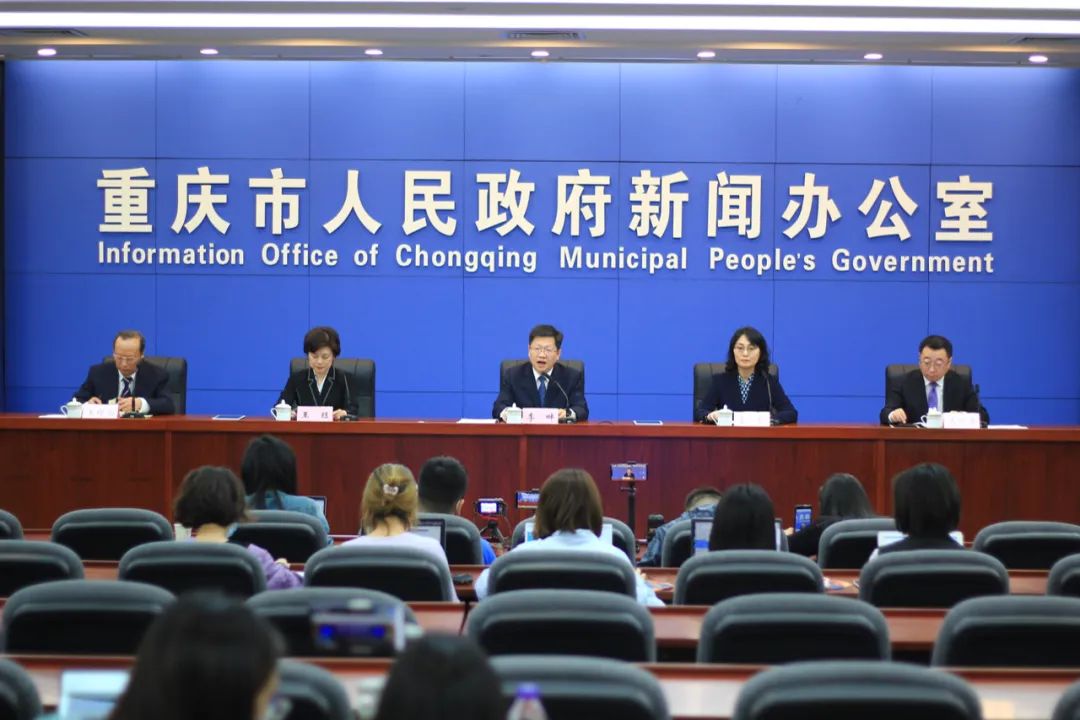 重庆市人民政府新闻办公室
Information Office of Chongqing Municipal People's Government